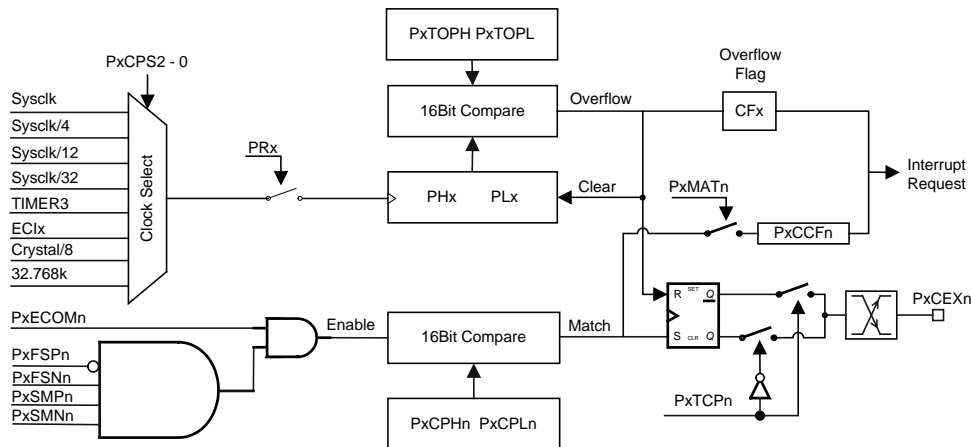 PxTOPH PxTOPL
PxCPS2 - 0
Overflow
Flag
Sysclk
Sysclk/4
Sysclk/12
Sysclk/32
TIMER3
ECIx
Crystal/8
32.768k
Clock Select
PRx
16Bit Compare
Overflow
CFx
PHx PLx
Clear
PxMATn
Interrupt
Request
PxCCFn
PxECOMn
PxFSPn
PxFSNn
PxSMPn
PxSMNn
Enable
16Bit Compare
Match
R SET Q
S CLR Q
PxCEXn
PxTCPn
PxCPHn PxCPLn